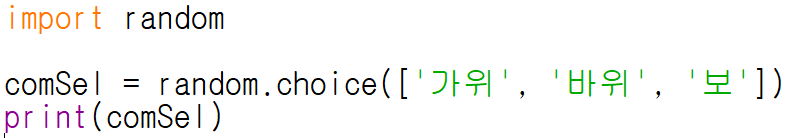 import random
comSel = random.choice(['가위', '바위', '보'])
print(comSel)